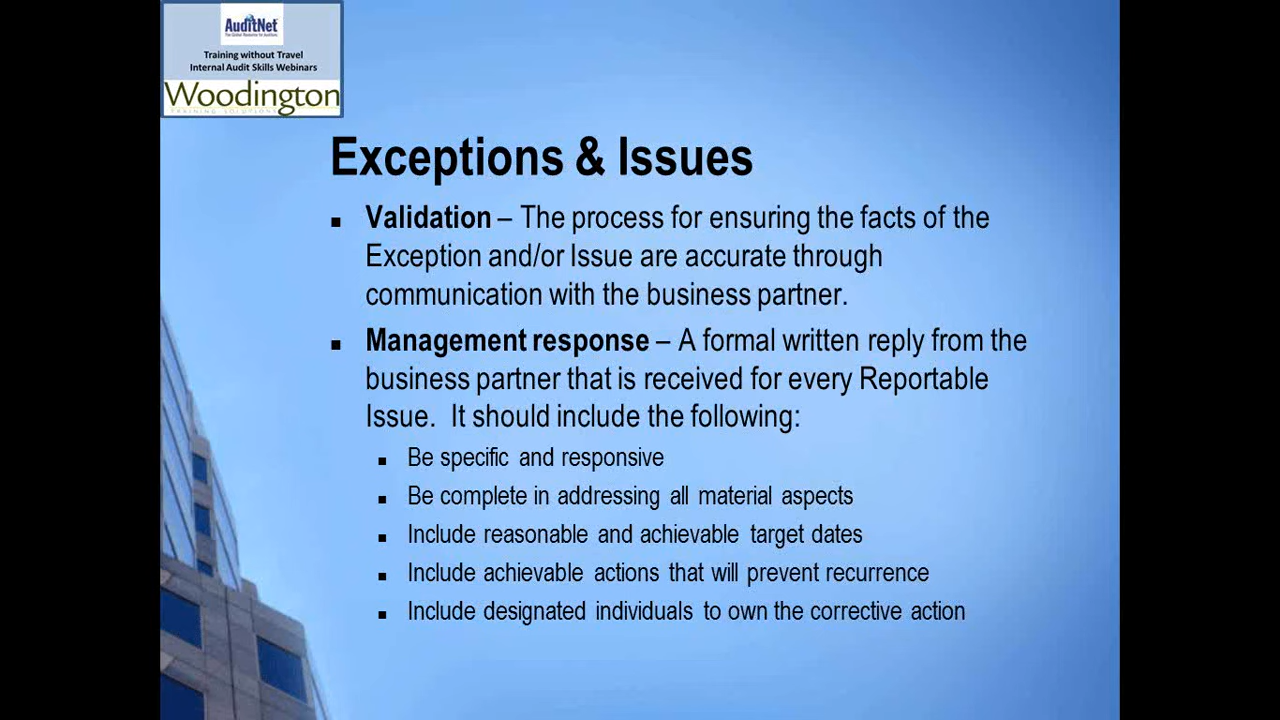 AuditNet
Training without Travel
Internal Audit Skills Webinars
Woodington
TRAINING SOLUTIONS
Exceptions & Issues
Validation – The process for ensuring the facts of the
Exception and/or Issue are accurate through
communication with the business partner.
Management response – A formal written reply from the
business partner that is received for every Reportable
Issue. It should include the following:
Be specific and responsive
Be complete in addressing all material aspects
Include reasonable and achievable target dates
Include achievable actions that will prevent recurrence
Include designated individuals to own the corrective action